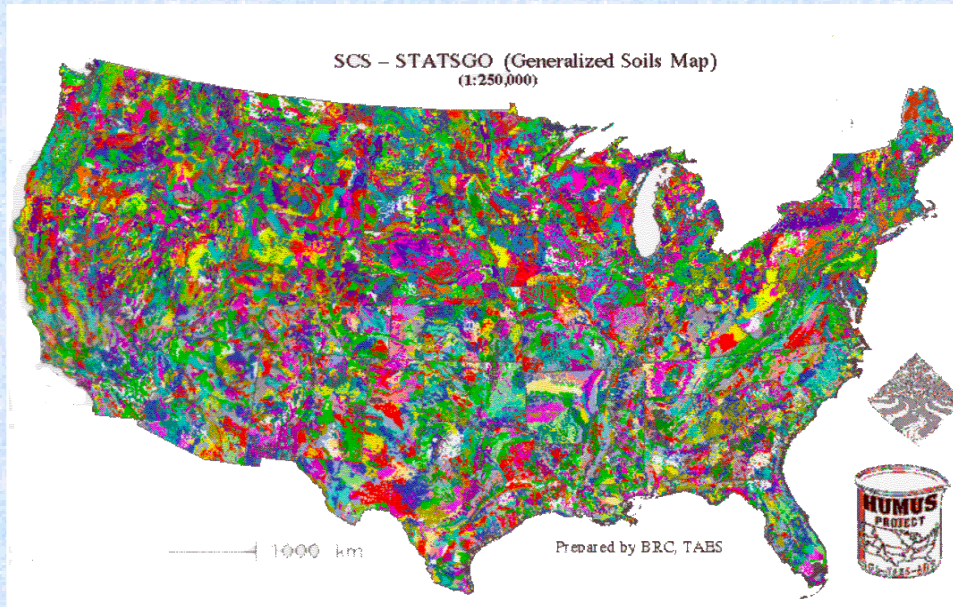 SCS - STATSGO (Generalized Soils Map)
(1:250,000)
1000 km
Prepared by BRC, TAES
HUMUS
PROJECT